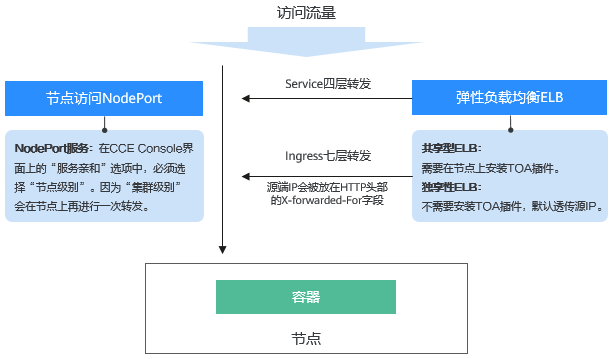 访问流量
节点访问NodePort
Service四层转发
弹性负载均衡ELB
NodePort服务：在CCE Console界
面上的“服务亲和”选项中，必须选
择“节点级别”。因为“集群级别”
会在节点上再进行一次转发。
Ingress七层转发
源端IP会被放在HTTP头部
的X-forwarded-For字段
共享型ELB：
需要在节点上安装TOA插件。
独享性ELB：
不需要安装TOA插件，默认透传源IP。
容器
节点